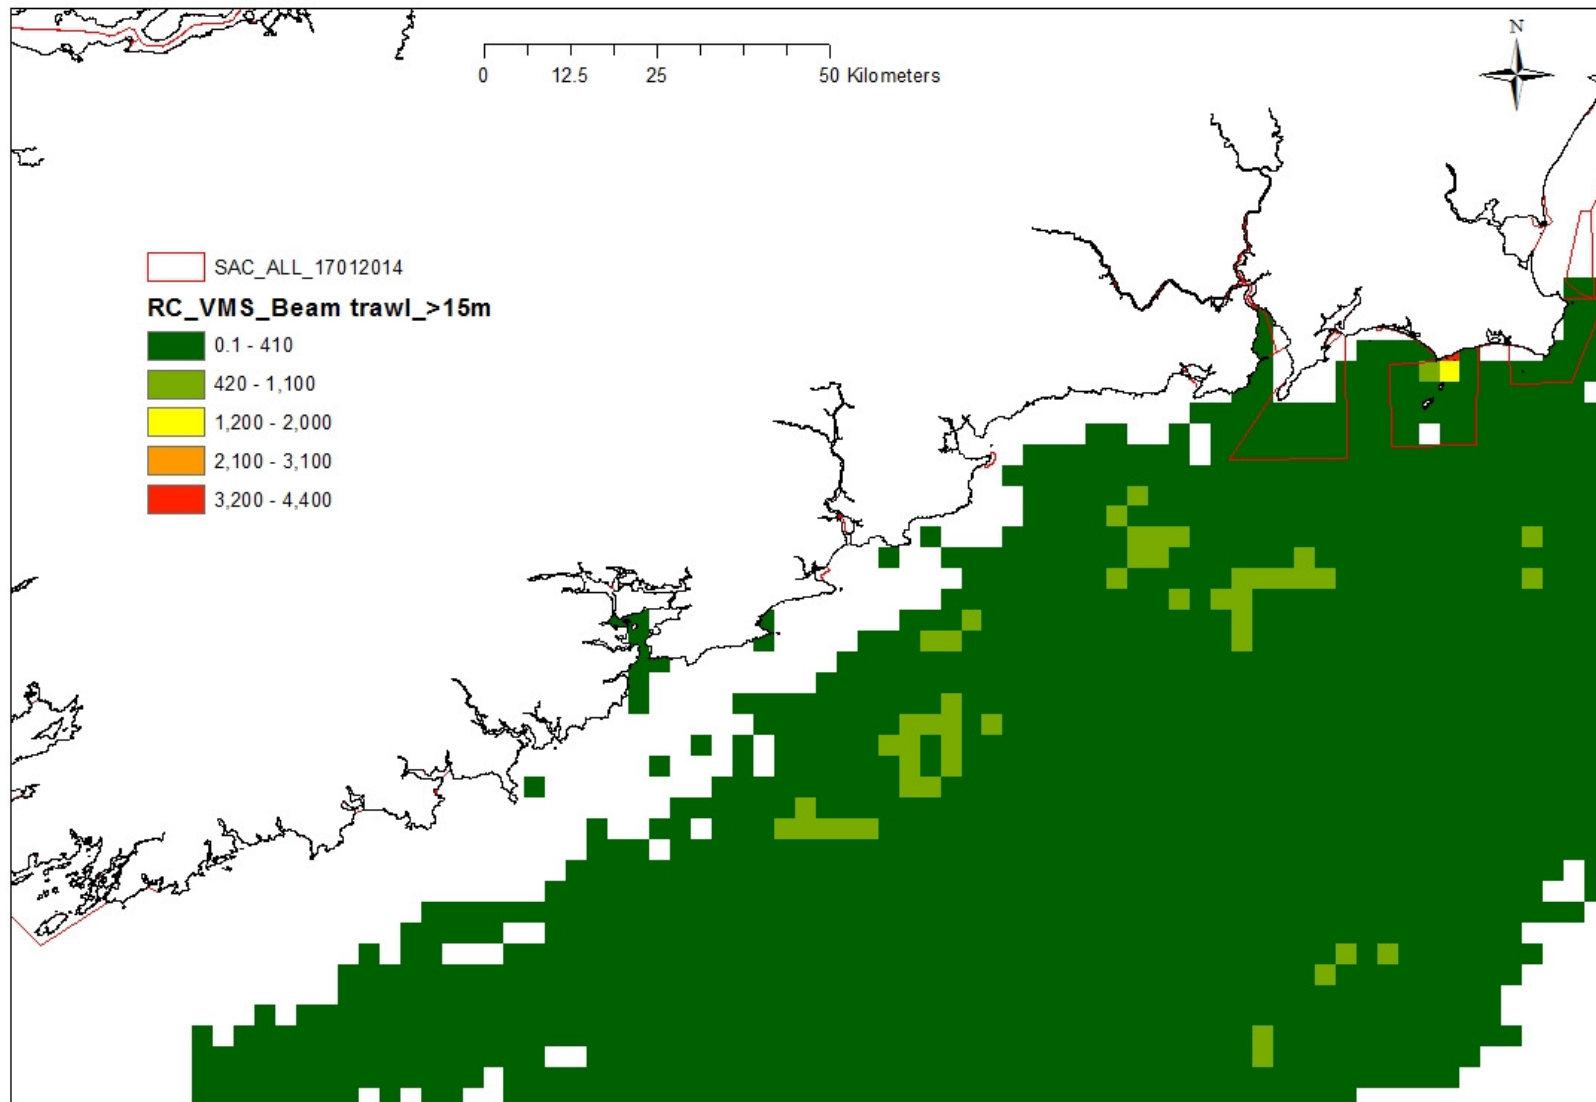 N
0 12.5 25 50 Kilometers
SAC_ALL_17012014
RC_VMS_Beam trawl_>15m
0.1 - 410
420 - 1,100
1,200 - 2,000
2,100 - 3,100
3,200 - 4,400